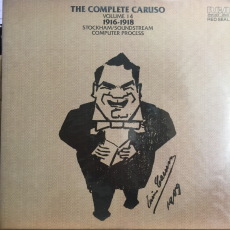 THE COMPLETE CARUSO
VOLUME 14
1916-1918
STOCKHAM/SOUNDSTREAM
COMPUTER PROCESS
RCA
RED SEAL